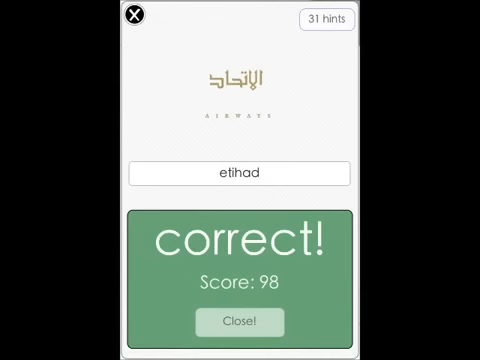 X
31 hints
الاتحاد
AIRWAYS
etihad
correct!
Score: 98
Close!